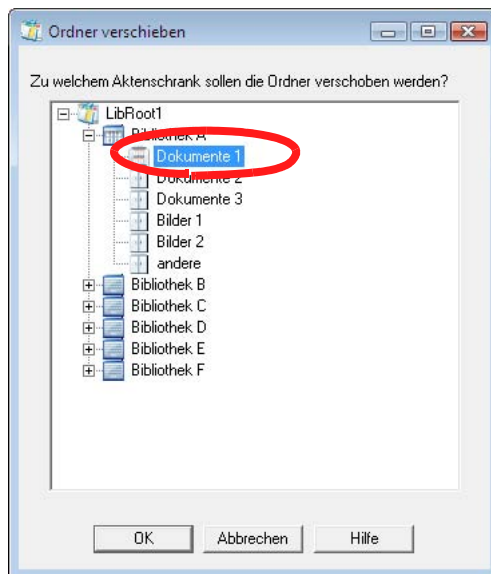 Ordner verschieben
Zu welchem Aktenschrank sollen die Ordner verschoben werden?
LibRoot1
Bibliothek A
Dokumente 1
Dokumente 2
Dokumente 3
Bilder 1
Bilder 2
andere
Bibliothek B
Bibliothek C
Bibliothek D
Bibliothek E
Bibliothek F
OK Abbrechen Hilfe